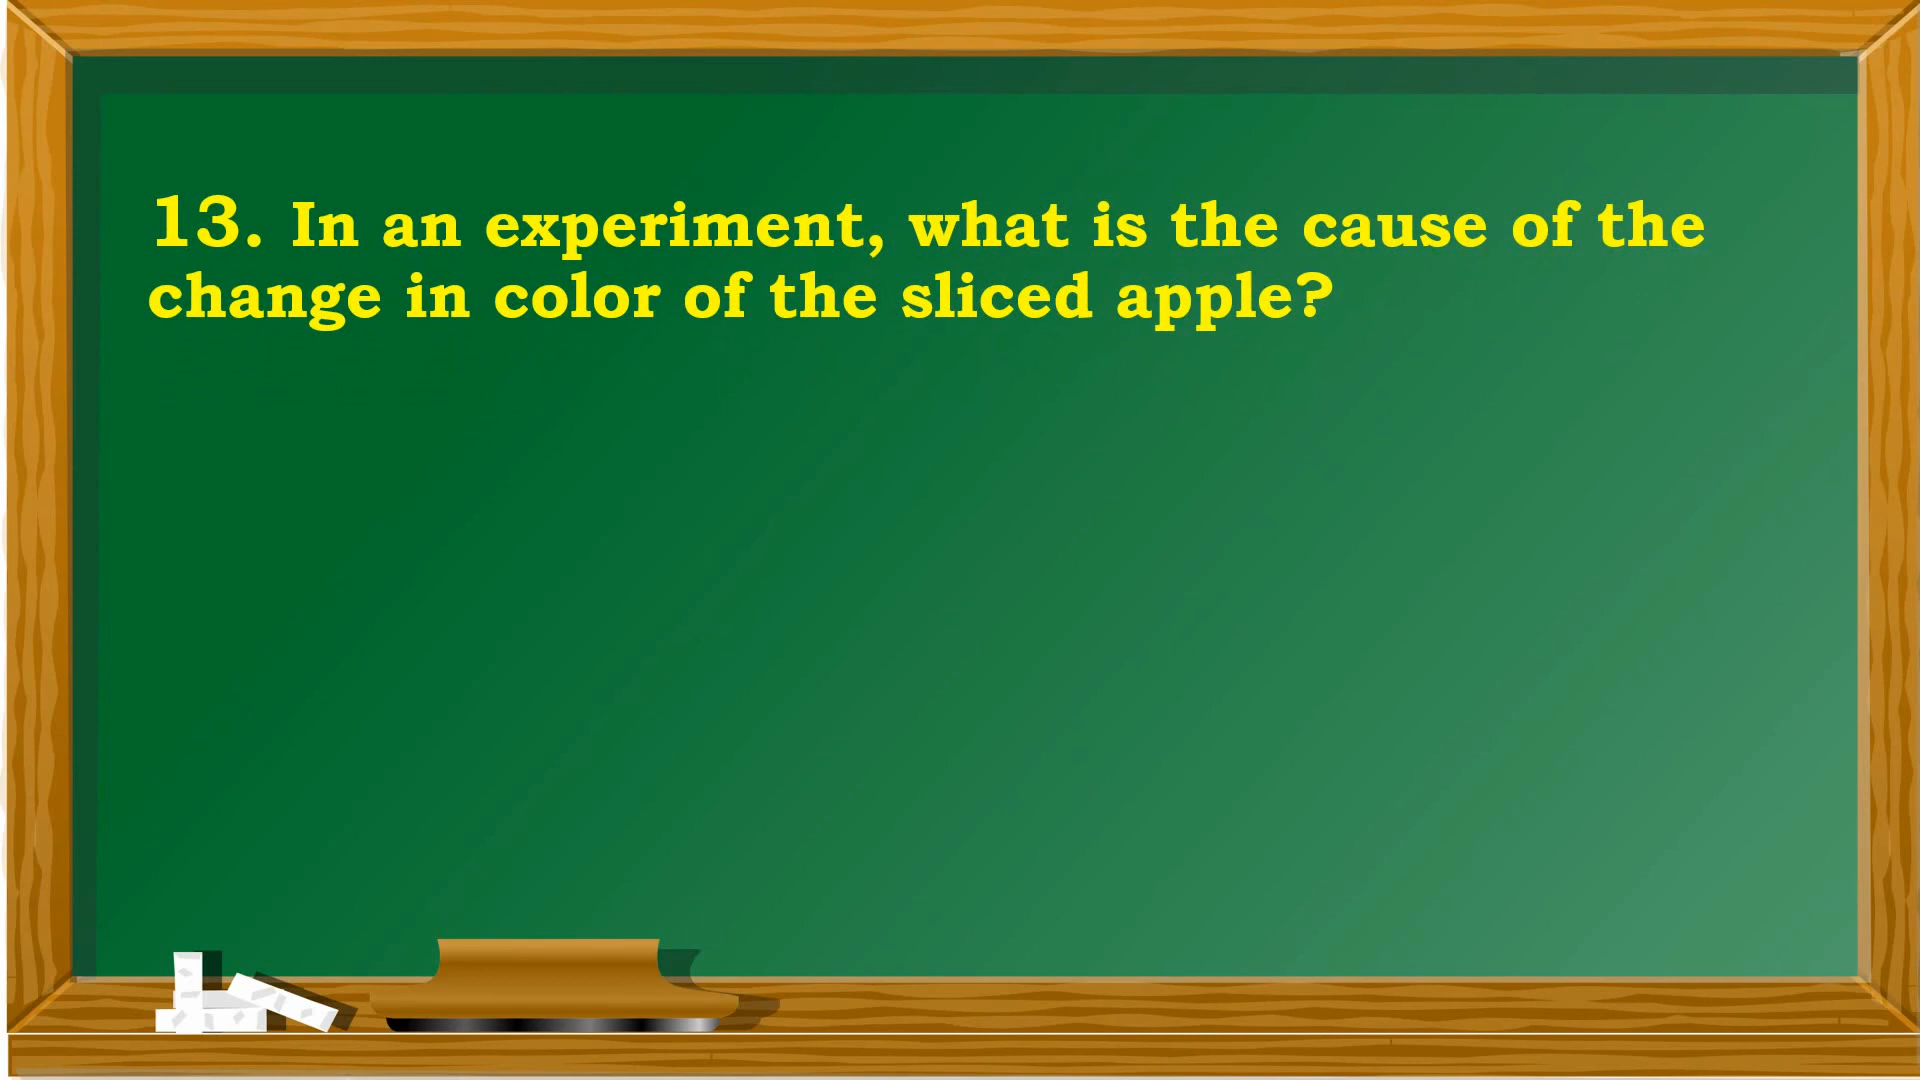 13. In an experiment, what is the cause of the
change in color of the sliced apple?